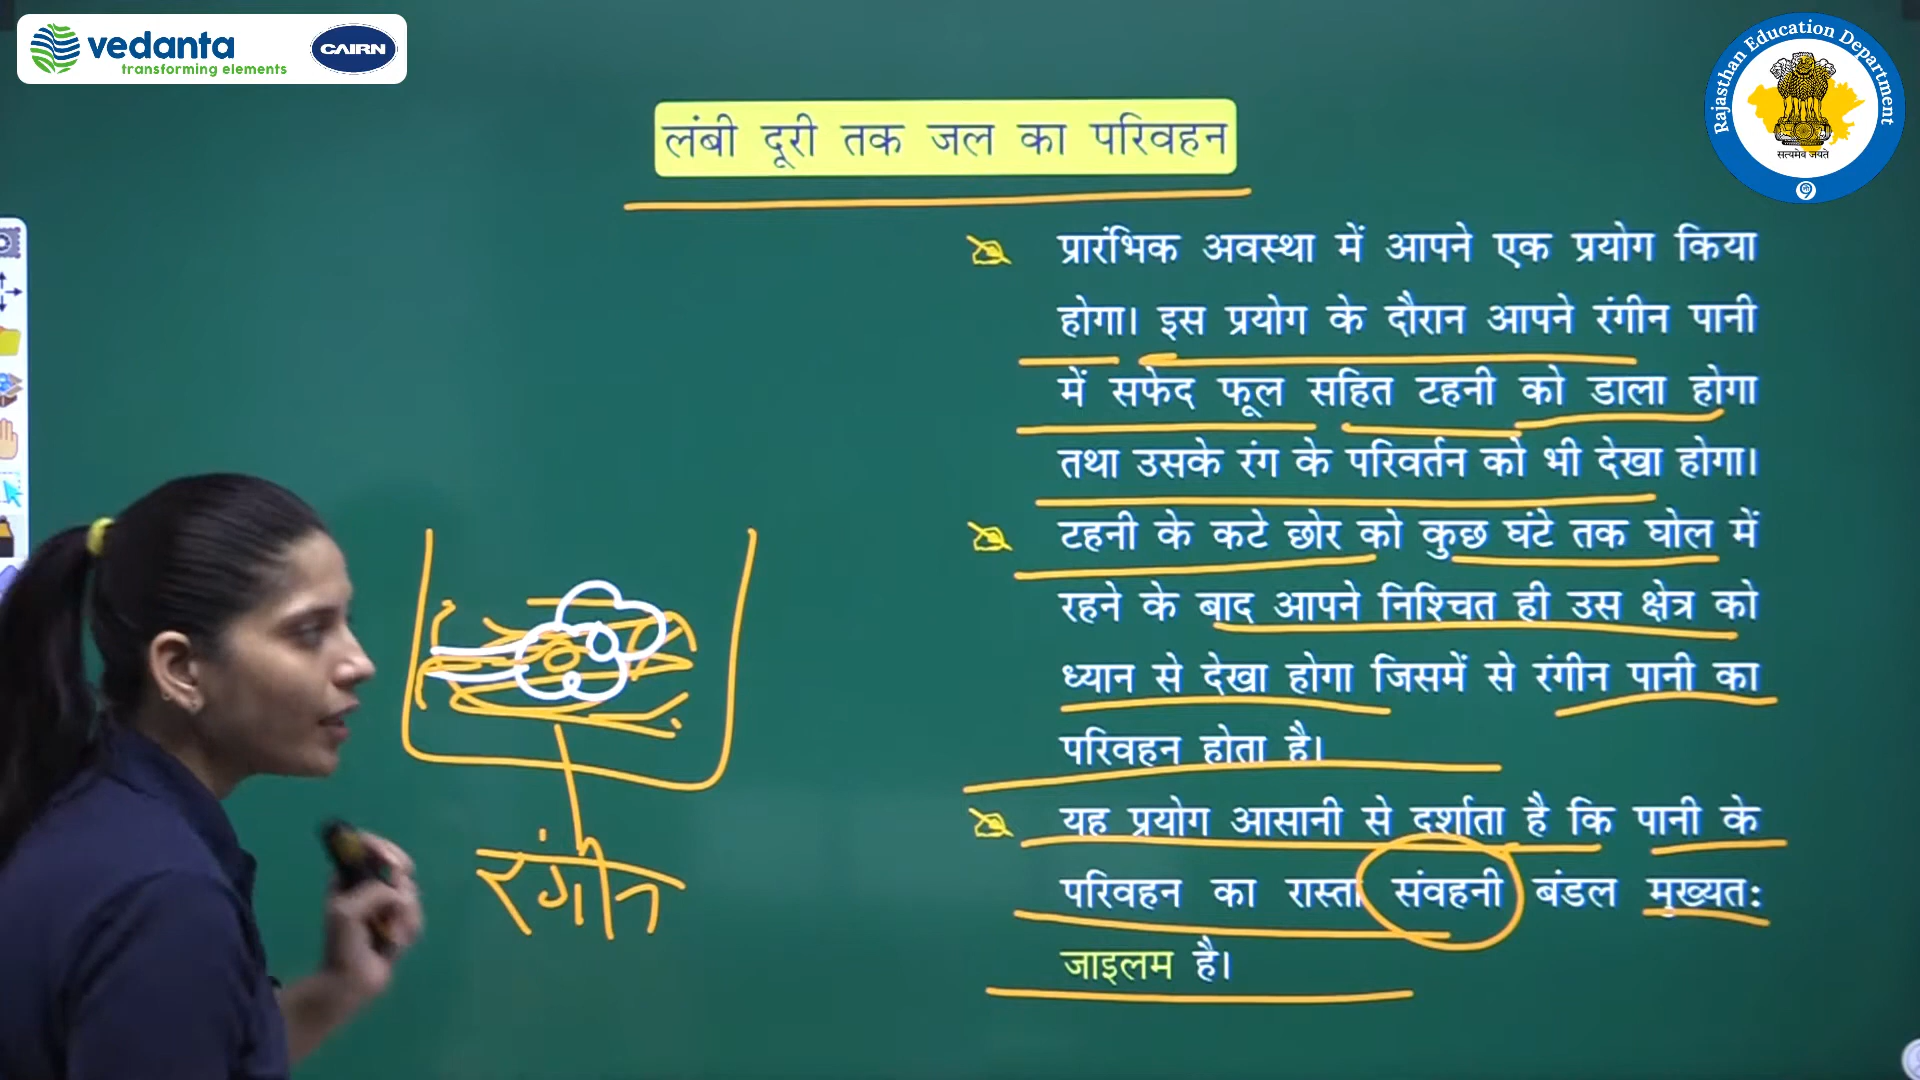 vedanta
transforming elements
CAIRN
Rajasthan Education Department
सत्यमेव जयते
लंबी दूरी तक जल का परिवहन
प्रारंभिक अवस्था में आपने एक प्रयोग किया
होगा। इस प्रयोग के दौरान आपने रंगीन पानी
में सफेद फूल सहित टहनी को डाला होगा
तथा उसके रंग के परिवर्तन को भी देखा होगा।
टहनी के कटे छोर को कुछ घंटे तक घोल में
रहने के बाद आपने निश्चित ही उस क्षेत्र को
ध्यान से देखा होगा जिसमें से रंगीन पानी का
परिवहन होता है।
यह प्रयोग आसानी से दर्शाता है कि पानी के
परिवहन का रास्ता संवहनी बंडल मुख्यतः
जाइलम है।
रंगीन